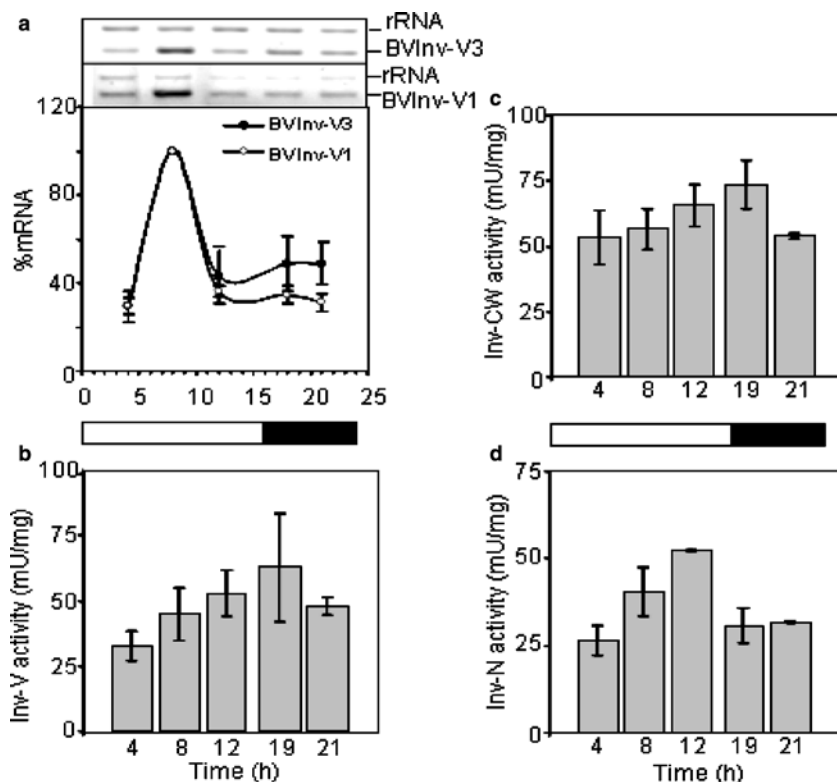 a
rRNA
BVInv-V3
rRNA
BVInv-V1
120
80
40
0
%mRNA
BVInv-V3
BVInv-V1
0 5 10 15 20 25
b
100
75
50
25
0
Inv-V activity (mU/mg)
4 8 12 19 21
Time (h)
c
100
75
50
25
0
Inv-CW activity (mU/mg)
4 8 12 19 21
d
75
50
25
0
Inv-N activity (mU/mg)
4 8 12 19 21
Time (h)